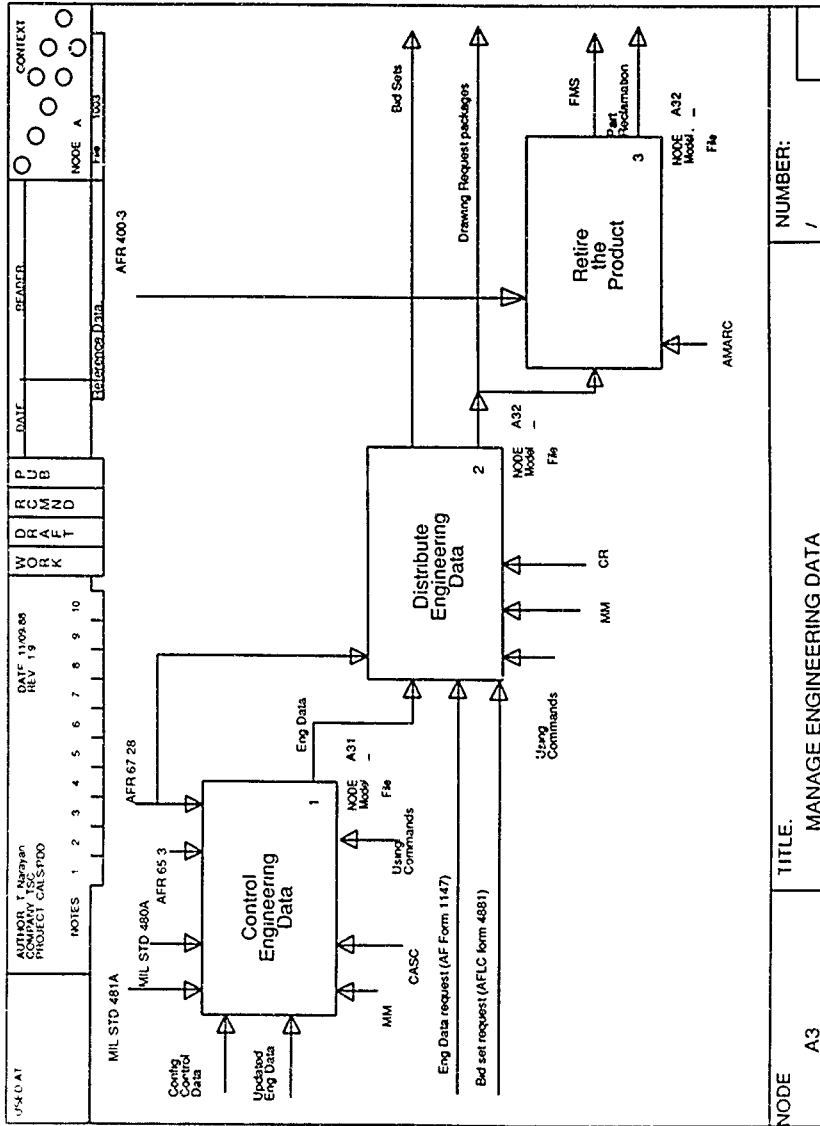 USED AT
AUTHOR T Narayan
COMPANY TSC
PROJECT CALS PDO
DATE 11/09/88
REV 1.9
NOTES 1 2 3 4 5 6 7 8 9 10
WORK
DRAFT
RCMND
PUB
DATE
READER
Reference Data
CONTEXT
NODE A
File 1003
MIL STD 481A
MIL STD 480A
AFR 65 3
AFR 67 28
AFR 400-3
Config
Control
Data
Updated
Eng Data
Control
Engineering
Data
1
NODE A31
Model _
File
MM
CASC
Using
Commands
Eng Data
Eng Data request (AF Form 1147)
Bid set request (AFLC form 4881)
Distribute
Engineering
Data
2
NODE A32
Model _
File
Using
Commands
MM
CR
Bid Sets
Drawing Request packages
Retire
the
Product
3
NODE A32
Model . _
File
AMARC
FMS
Part
Reclamation
NODE
A3
TITLE.
MANAGE ENGINEERING DATA
NUMBER:
/